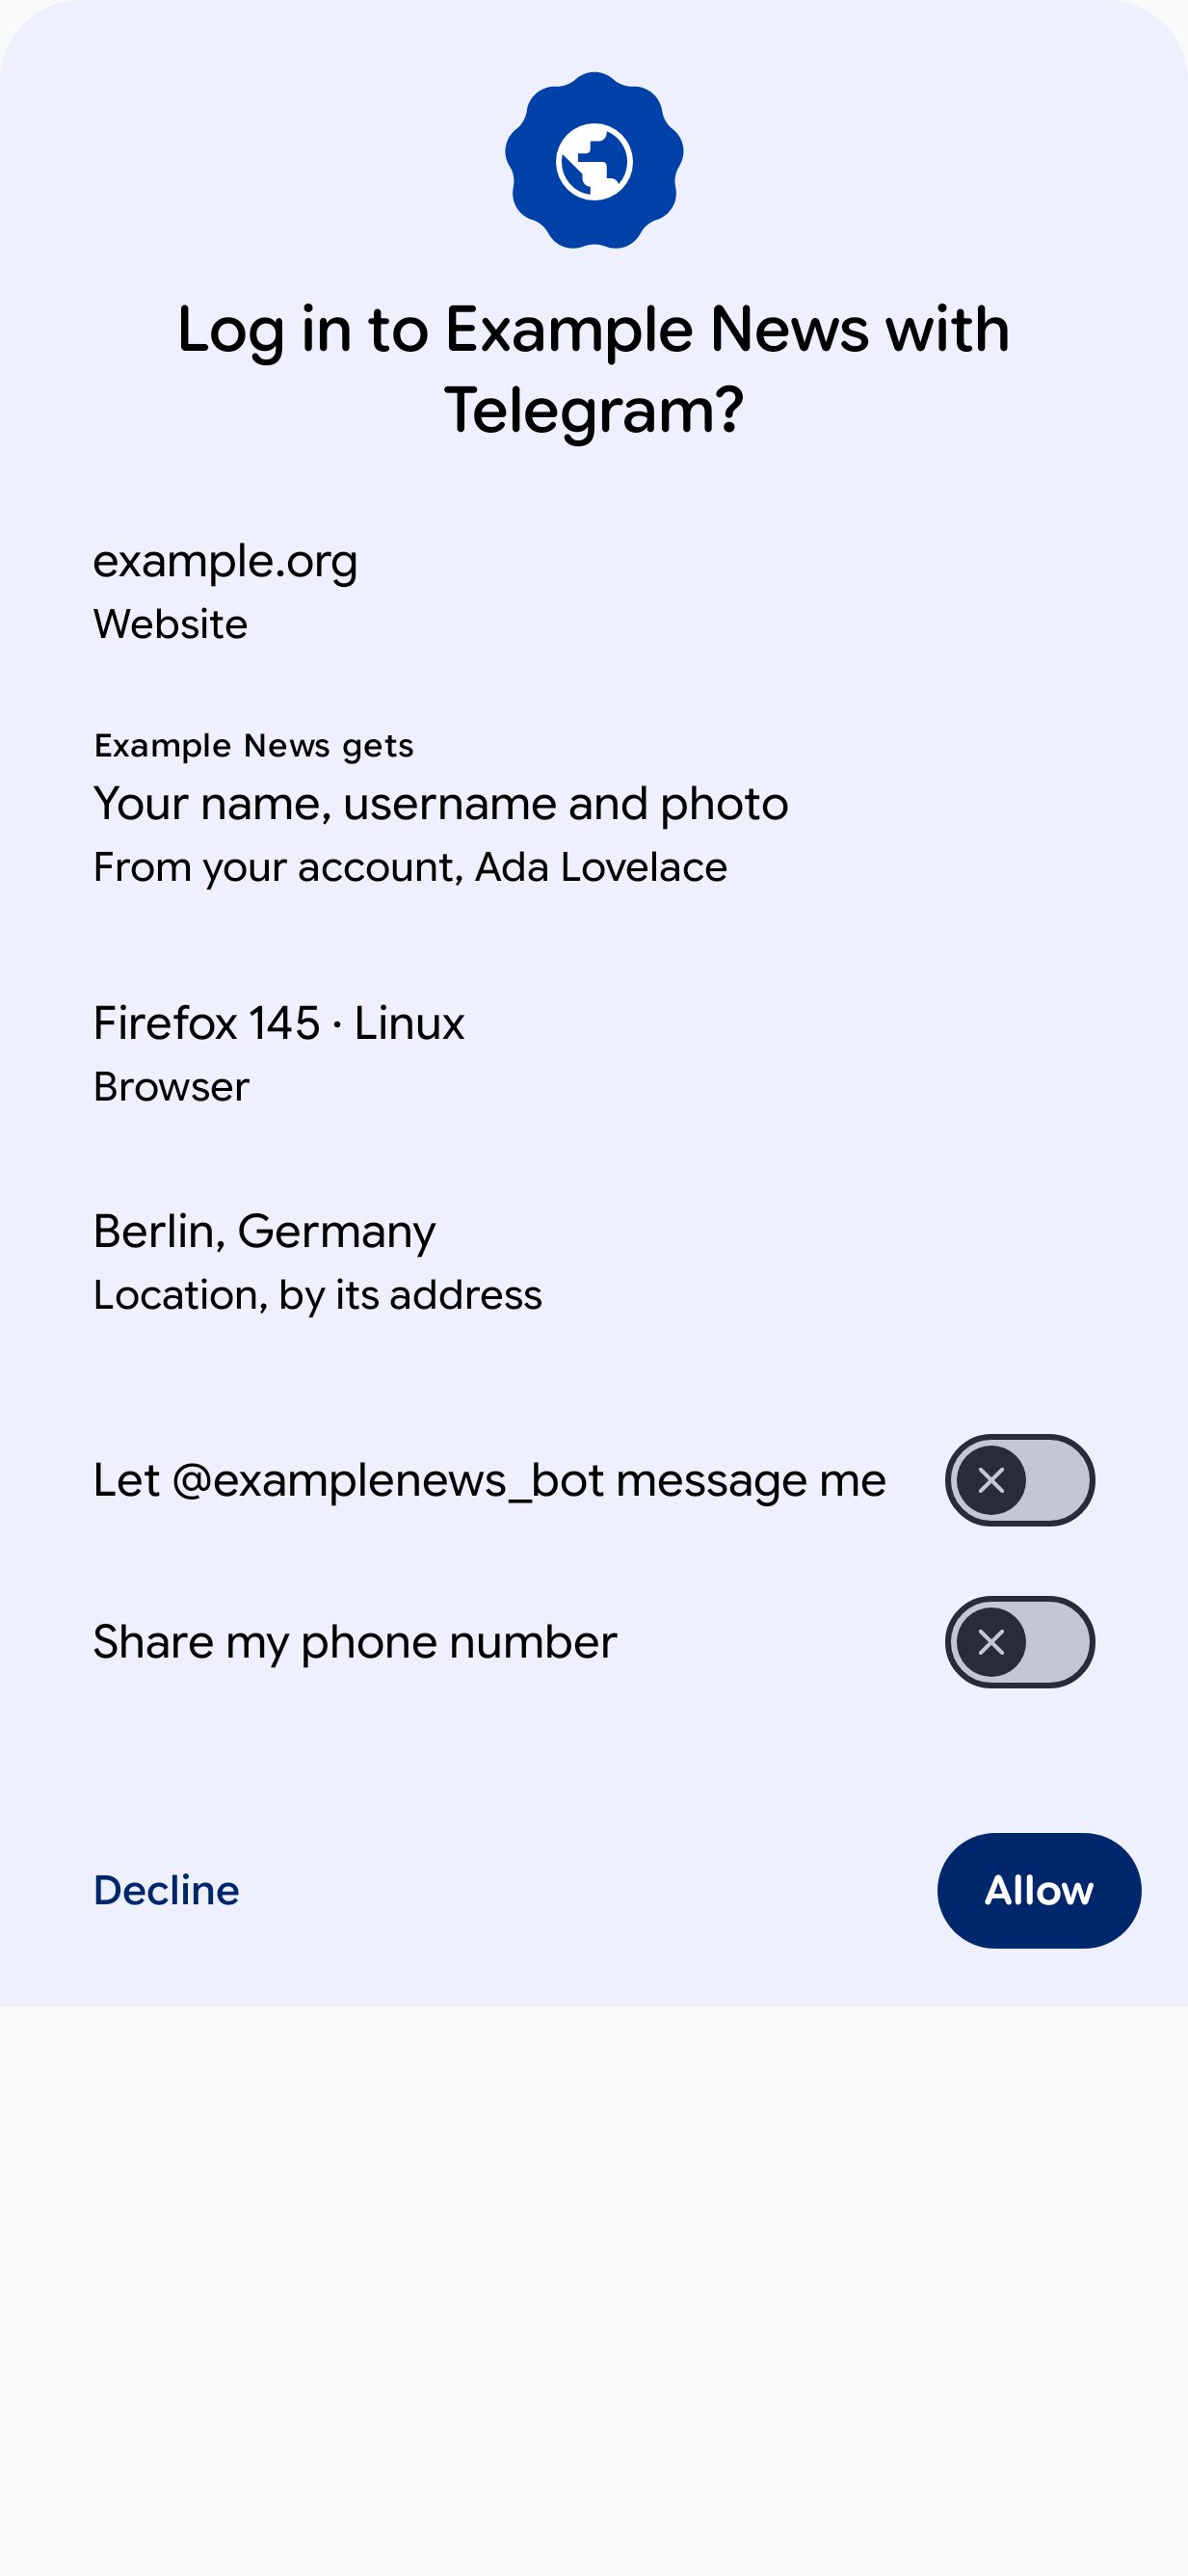 Log in to Example News with
Telegram?
example.org
Website
Example News gets
Your name, username and photo
From your account, Ada Lovelace
Firefox 145 · Linux
Browser
Berlin, Germany
Location, by its address
Let @examplenews_bot message me
Share my phone number
Decline
Allow